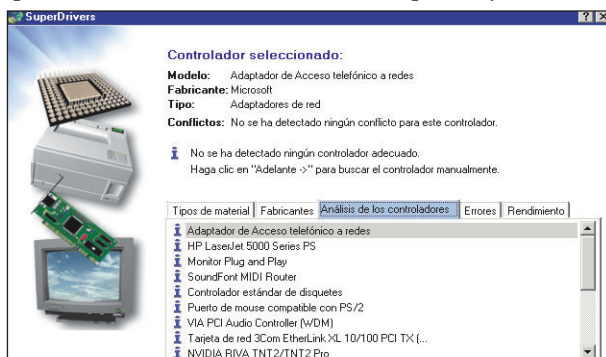 SuperDrivers
Controlador seleccionado:
Modelo: Adaptador de Acceso telefónico a redes
Fabricante: Microsoft
Tipo: Adaptadores de red
Conflictos: No se ha detectado ningún conflicto para este controlador.
No se ha detectado ningún controlador adecuado.
Haga clic en "Adelante ->" para buscar el controlador manualmente.
Tipos de material Fabricantes Análisis de los controladores Errores Rendimiento
Adaptador de Acceso telefónico a redes
HP LaserJet 5000 Series PS
Monitor Plug and Play
SoundFont MIDI Router
Controlador estándar de disquetes
Puerto de mouse compatible con PS/2
VIA PCI Audio Controller (WDM)
Tarjeta de red 3Com EtherLink XL 10/100 PCI TX (...
NVIDIA RIVA TNT2/TNT2 Pro